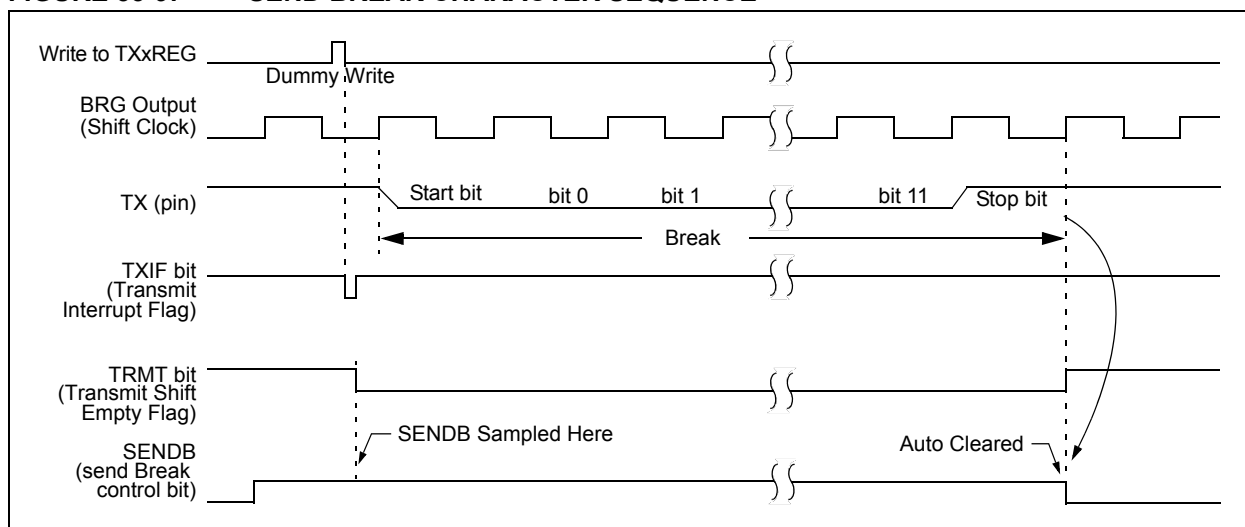 Write to TXxREG
Dummy Write
BRG Output
(Shift Clock)
TX (pin)
Start bit
bit 0
bit 1
bit 11
Stop bit
Break
TXIF bit
(Transmit
Interrupt Flag)
TRMT bit
(Transmit Shift
Empty Flag)
SENDB Sampled Here
Auto Cleared
SENDB
(send Break
control bit)